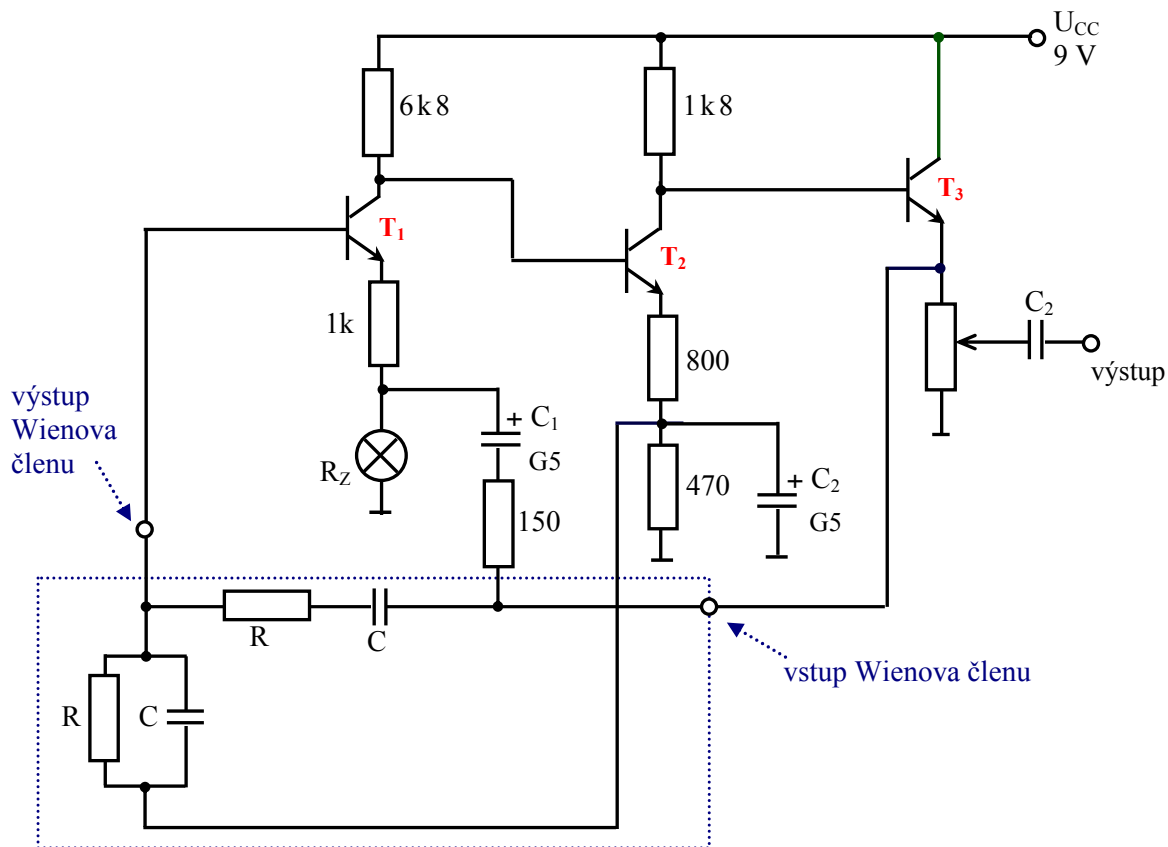 U_CC
9 V
6k8
1k8
T₁
T₂
T₃
1k
800
C₂
výstup
výstup
Wienova
členu
R_Z
+ C₁
G5
150
470
+ C₂
G5
R
C
vstup Wienova členu
R
C